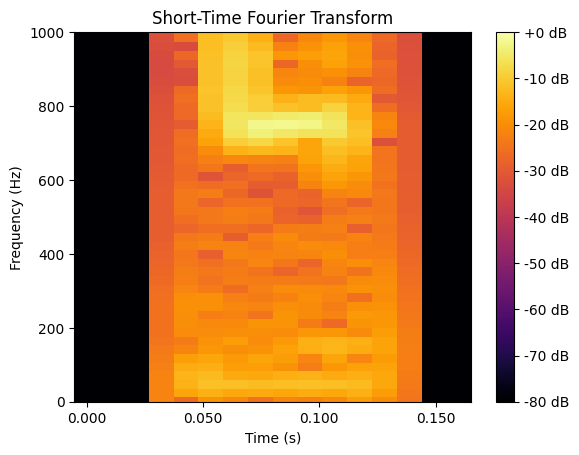 Short-Time Fourier Transform
1000
800
600
400
200
0
Frequency (Hz)
0.000
0.050
0.100
0.150
Time (s)
+0 dB
-10 dB
-20 dB
-30 dB
-40 dB
-50 dB
-60 dB
-70 dB
-80 dB